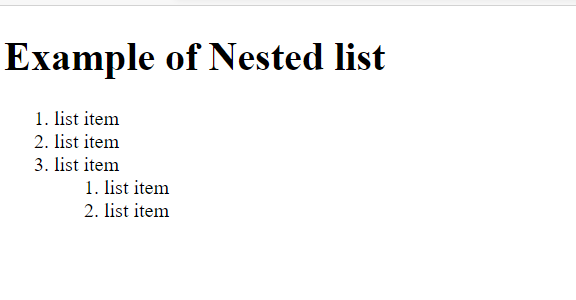 Example of Nested list
1. list item
2. list item
3. list item
1. list item
2. list item